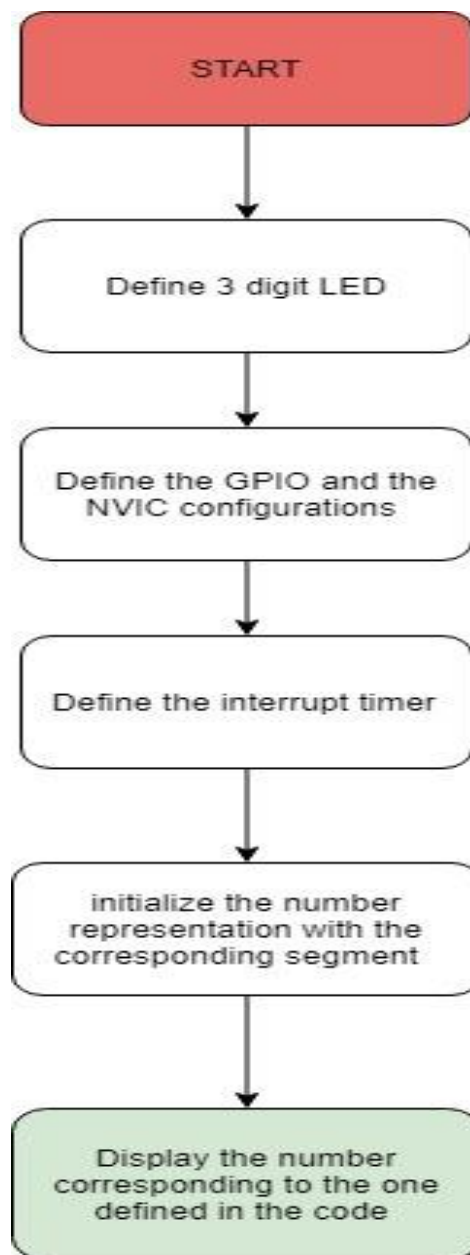 START
Define 3 digit LED
Define the GPIO and the
NVIC configurations
Define the interrupt timer
initialize the number
representation with the
corresponding segment
Display the number
corresponding to the one
defined in the code